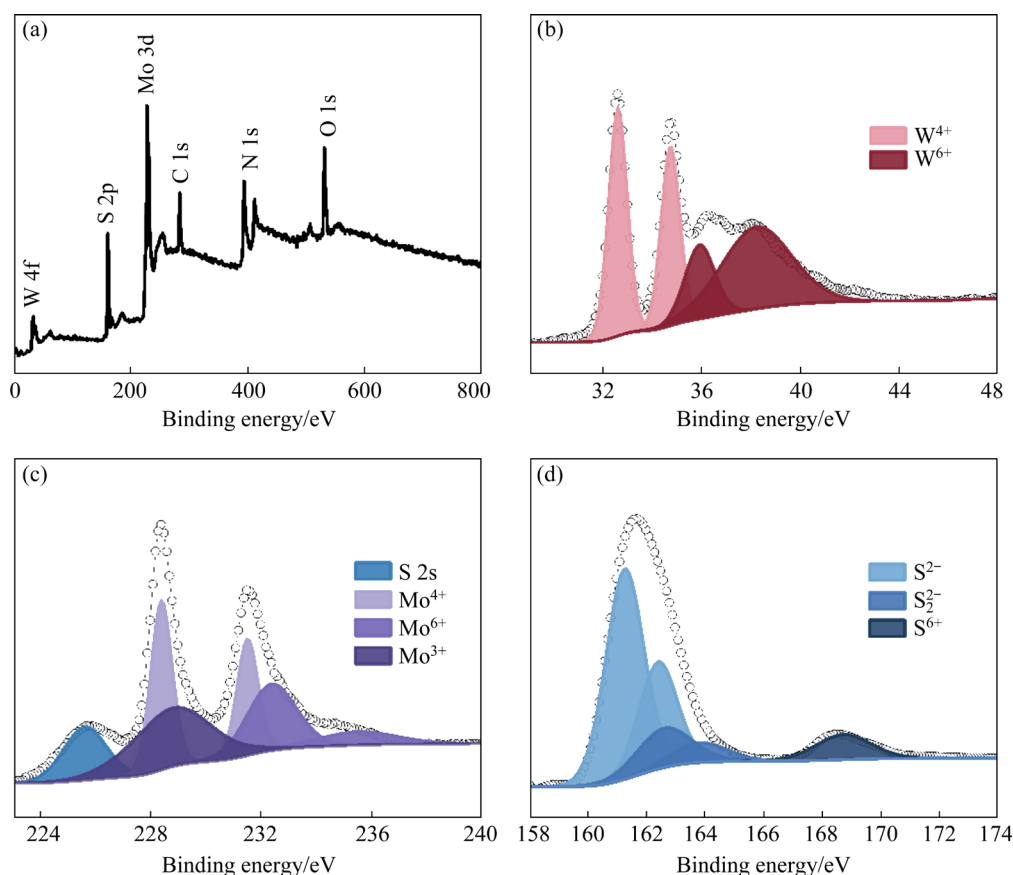 (a)
W 4f
S 2p
Mo 3d
C 1s
N 1s
O 1s
0 200 400 600 800
Binding energy/eV
(b)
W⁴⁺
W⁶⁺
32 36 40 44 48
Binding energy/eV
(c)
S 2s
Mo⁴⁺
Mo⁶⁺
Mo³⁺
224 228 232 236 240
Binding energy/eV
(d)
S²⁻
S₂²⁻
S⁶⁺
158 160 162 164 166 168 170 172 174
Binding energy/eV